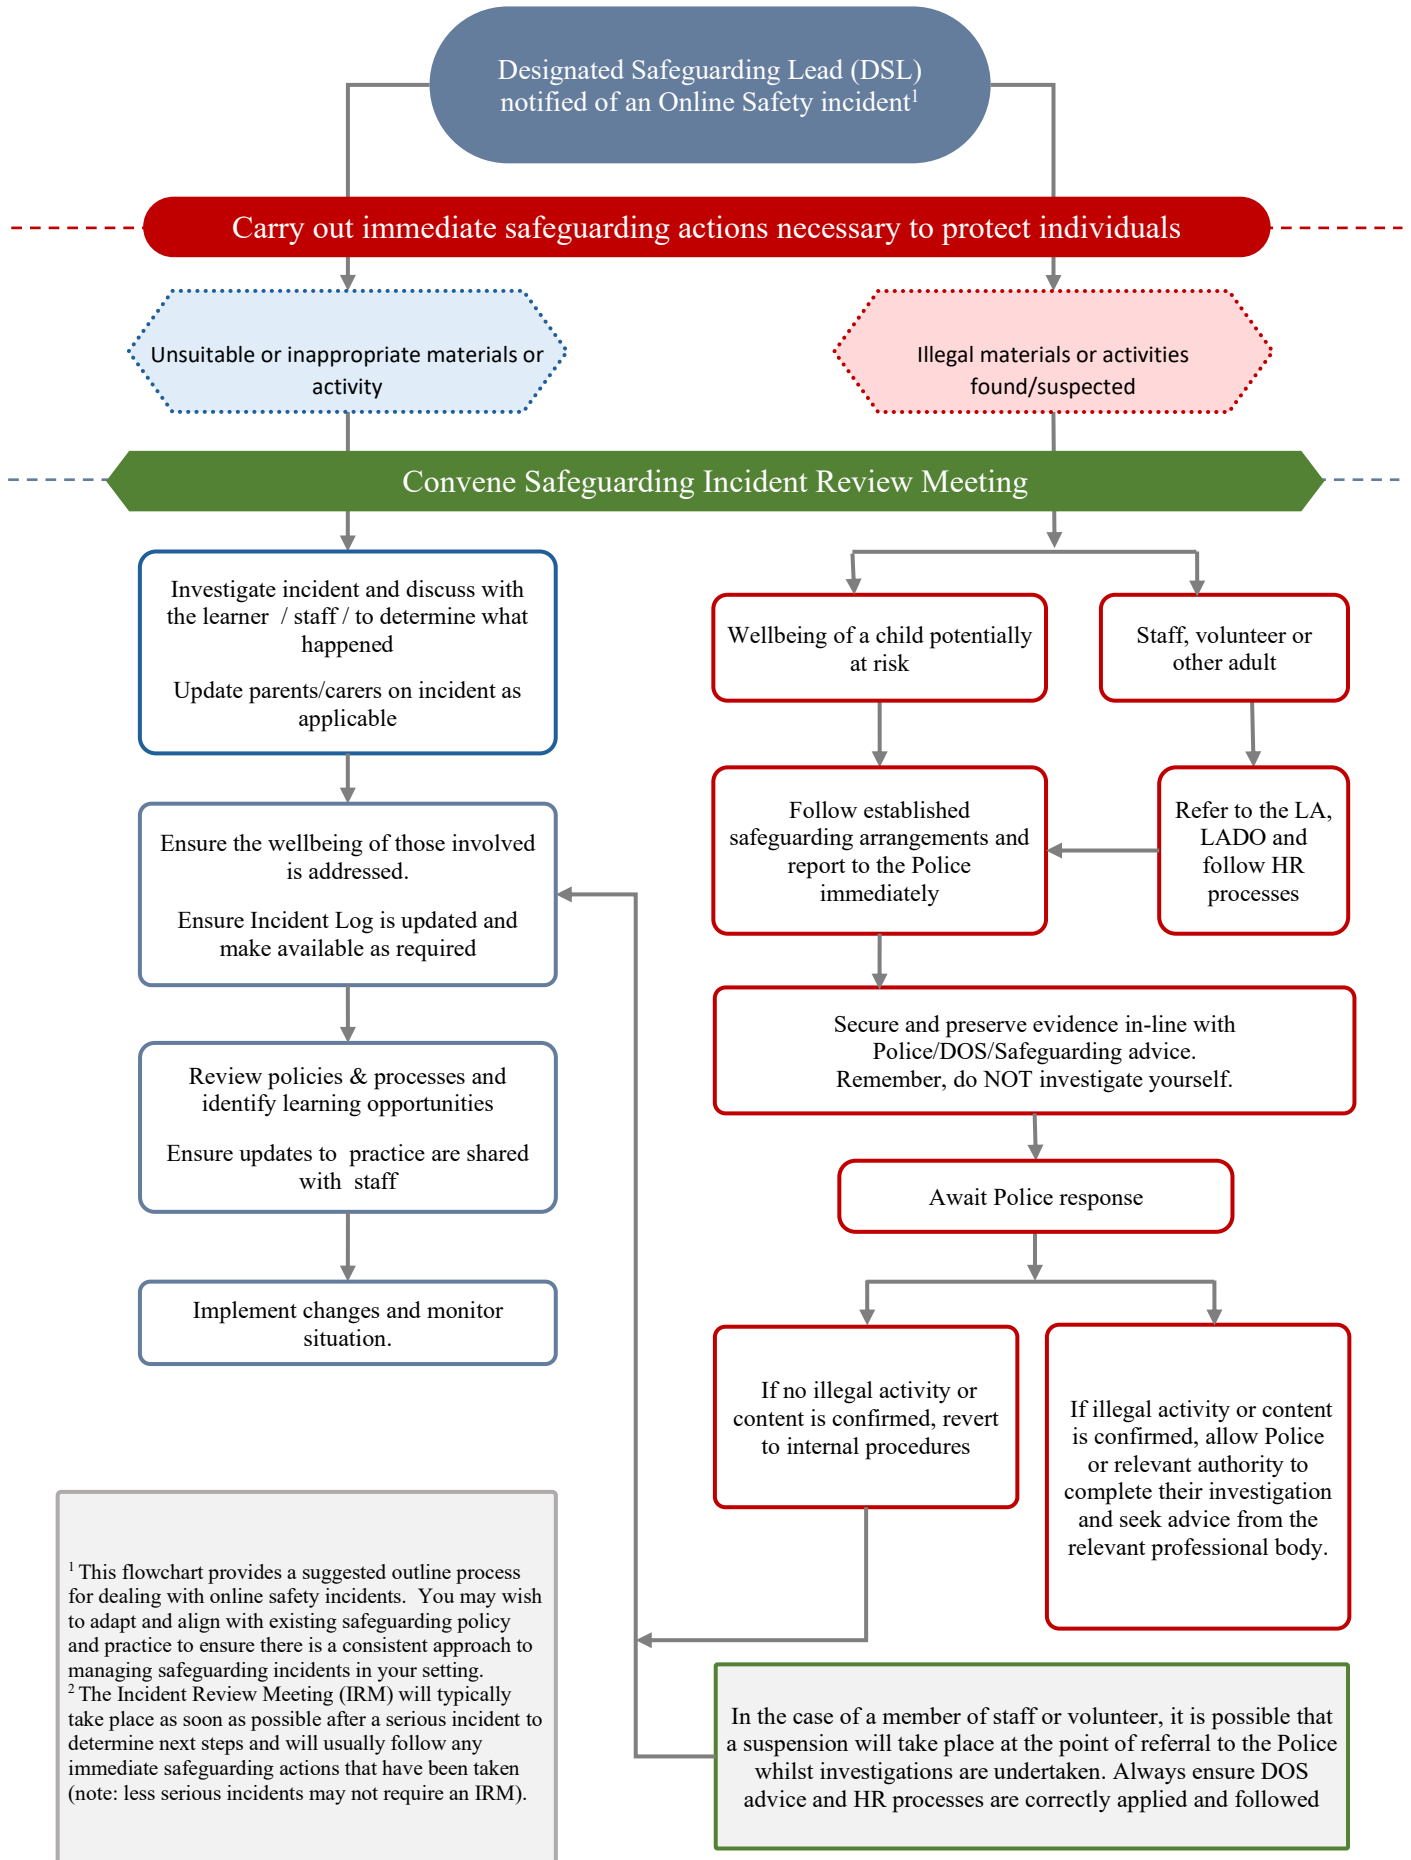 Designated Safeguarding Lead (DSL)
notified of an Online Safety incident1
Carry out immediate safeguarding actions necessary to protect individuals
Unsuitable or inappropriate materials or
activity
Illegal materials or activities
found/suspected
Convene Safeguarding Incident Review Meeting
Investigate incident and discuss with
the learner / staff / to determine what
happened
Update parents/carers on incident as
applicable
Ensure the wellbeing of those involved
is addressed.
Ensure Incident Log is updated and
make available as required
Review policies & processes and
identify learning opportunities
Ensure updates to practice are shared
with staff
Implement changes and monitor
situation.
Wellbeing of a child potentially
at risk
Staff, volunteer or
other adult
Follow established
safeguarding arrangements and
report to the Police
immediately
Refer to the LA,
LADO and
follow HR
processes
Secure and preserve evidence in-line with
Police/DOS/Safeguarding advice.
Remember, do NOT investigate yourself.
Await Police response
If no illegal activity or
content is confirmed, revert
to internal procedures
If illegal activity or content
is confirmed, allow Police
or relevant authority to
complete their investigation
and seek advice from the
relevant professional body.
1 This flowchart provides a suggested outline process
for dealing with online safety incidents. You may wish
to adapt and align with existing safeguarding policy
and practice to ensure there is a consistent approach to
managing safeguarding incidents in your setting.
2 The Incident Review Meeting (IRM) will typically
take place as soon as possible after a serious incident to
determine next steps and will usually follow any
immediate safeguarding actions that have been taken
(note: less serious incidents may not require an IRM).
In the case of a member of staff or volunteer, it is possible that
a suspension will take place at the point of referral to the Police
whilst investigations are undertaken. Always ensure DOS
advice and HR processes are correctly applied and followed